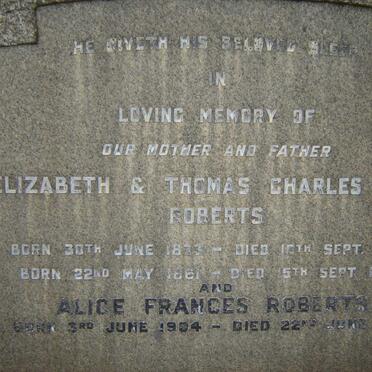 HE GIVETH HIS BELOVED SLEEP
IN
LOVING MEMORY OF
OUR MOTHER AND FATHER
ELIZABETH & THOMAS CHARLES
ROBERTS
BORN 30TH JUNE - DIED SEPT.
BORN 22ND MAY 1861 - DIED 15TH SEPT
AND
ALICE FRANCES ROBERTS
BORN 3RD JUNE 1904 - DIED 22ND JUNE